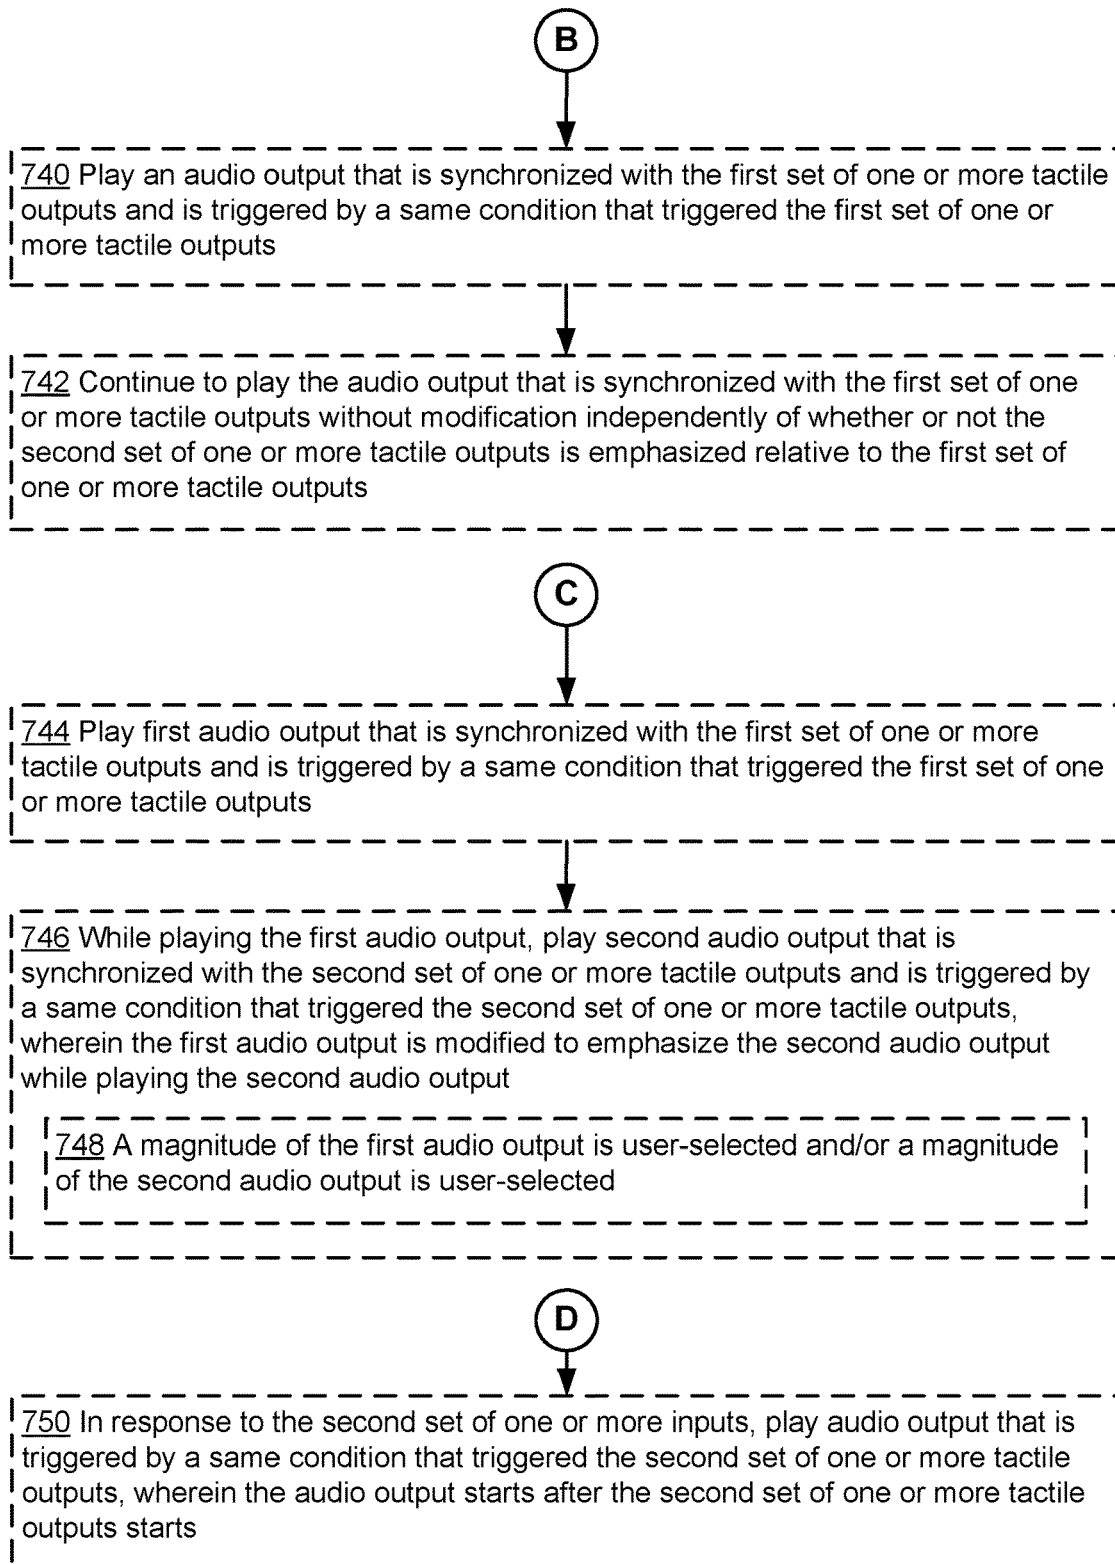 B
740 Play an audio output that is synchronized with the first set of one or more tactile
outputs and is triggered by a same condition that triggered the first set of one or
more tactile outputs
742 Continue to play the audio output that is synchronized with the first set of one
or more tactile outputs without modification independently of whether or not the
second set of one or more tactile outputs is emphasized relative to the first set of
one or more tactile outputs
C
744 Play first audio output that is synchronized with the first set of one or more
tactile outputs and is triggered by a same condition that triggered the first set of one
or more tactile outputs
746 While playing the first audio output, play second audio output that is
synchronized with the second set of one or more tactile outputs and is triggered by
a same condition that triggered the second set of one or more tactile outputs,
wherein the first audio output is modified to emphasize the second audio output
while playing the second audio output
748 A magnitude of the first audio output is user-selected and/or a magnitude
of the second audio output is user-selected
D
750 In response to the second set of one or more inputs, play audio output that is
triggered by a same condition that triggered the second set of one or more tactile
outputs, wherein the audio output starts after the second set of one or more tactile
outputs starts